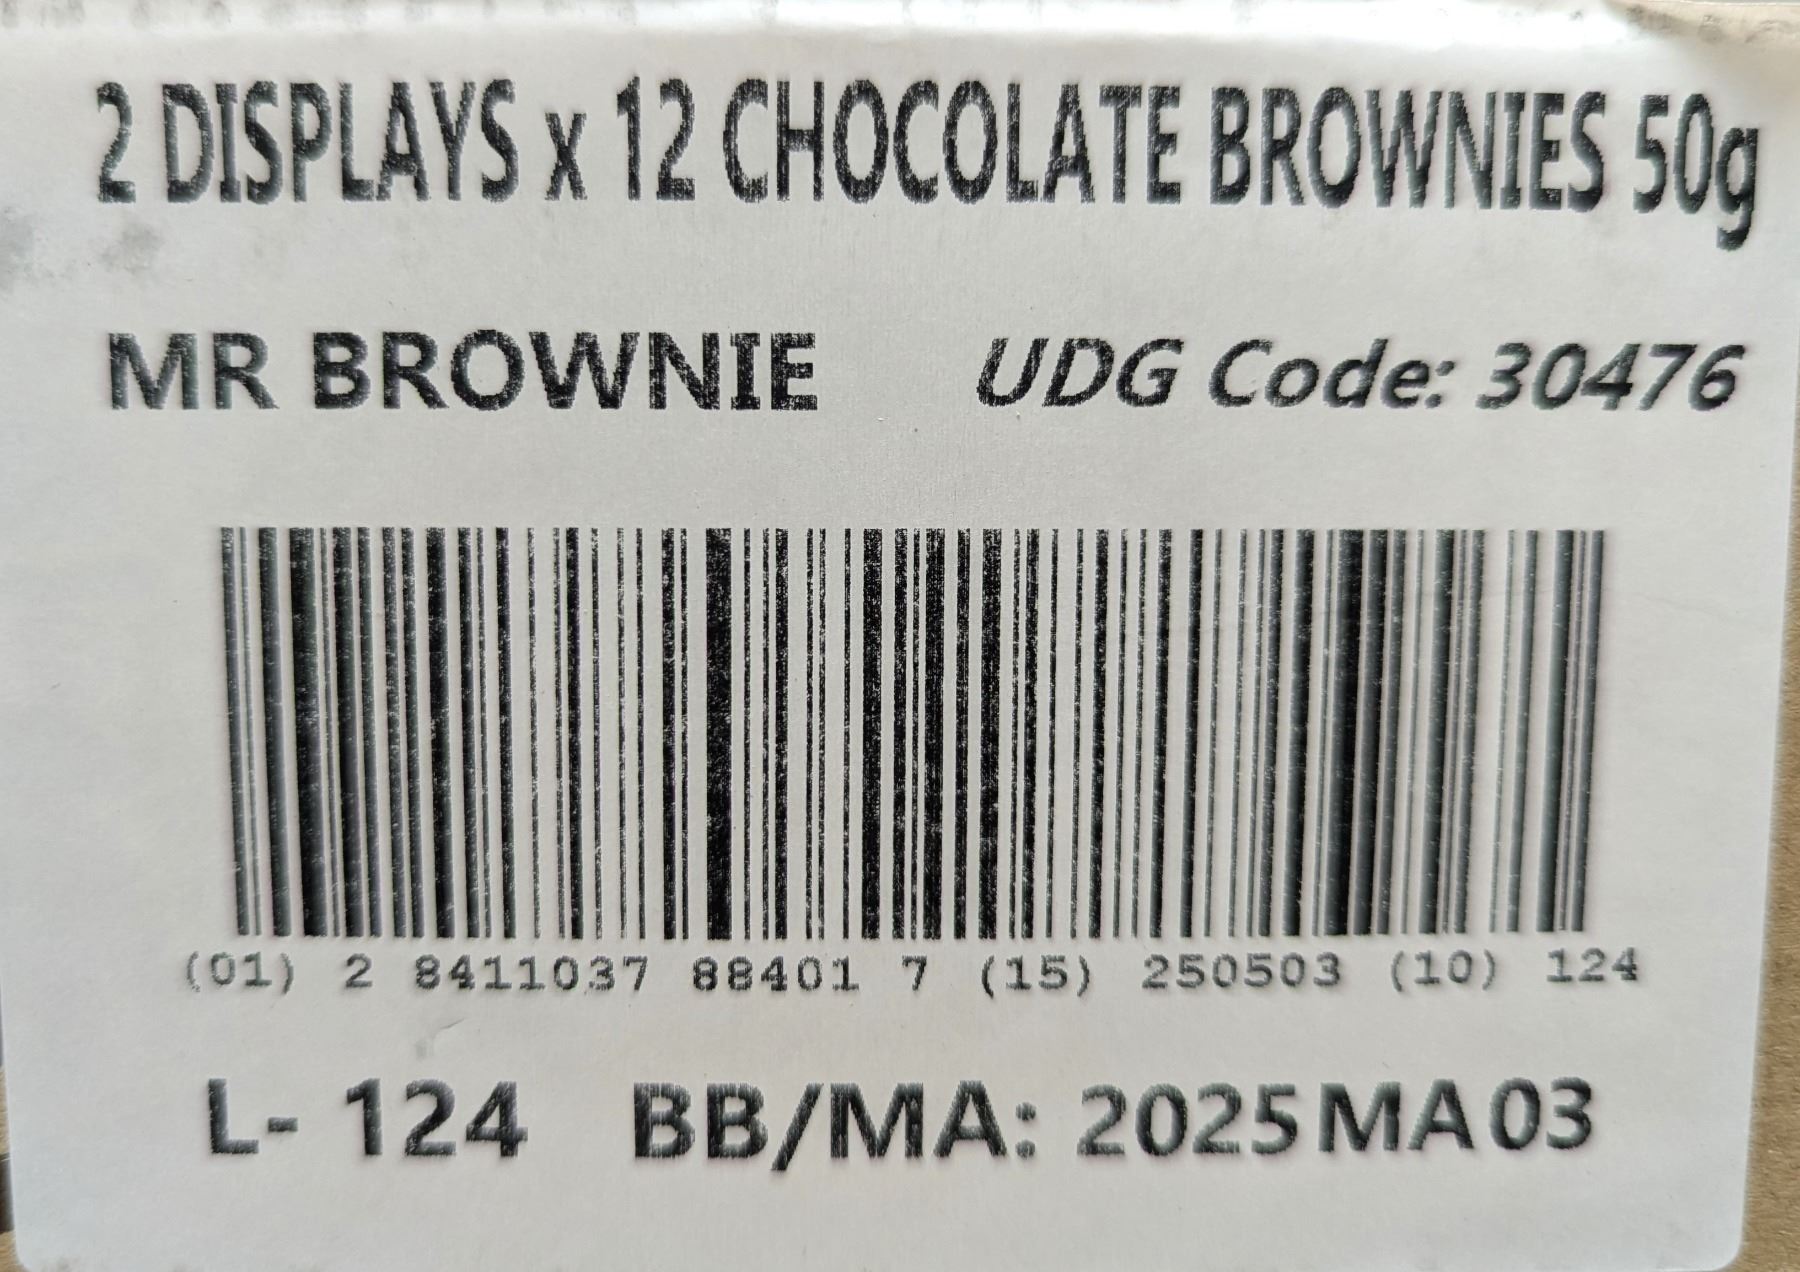 2 DISPLAYS x 12 CHOCOLATE BROWNIES 50g
MR BROWNIE UDG Code: 30476
(01) 2 8411037 88401 7 (15) 250503 (10) 124
L- 124 BB/MA: 2025MA03